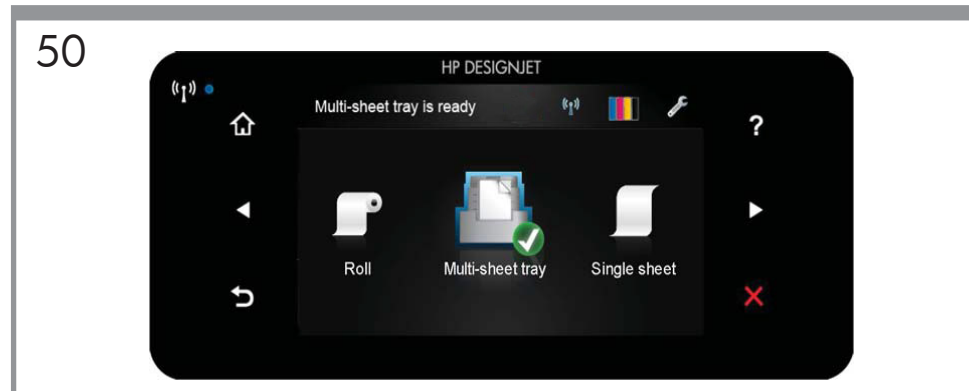 50
HP DESIGNJET
Multi-sheet tray is ready
?
Roll Multi-sheet tray Single sheet